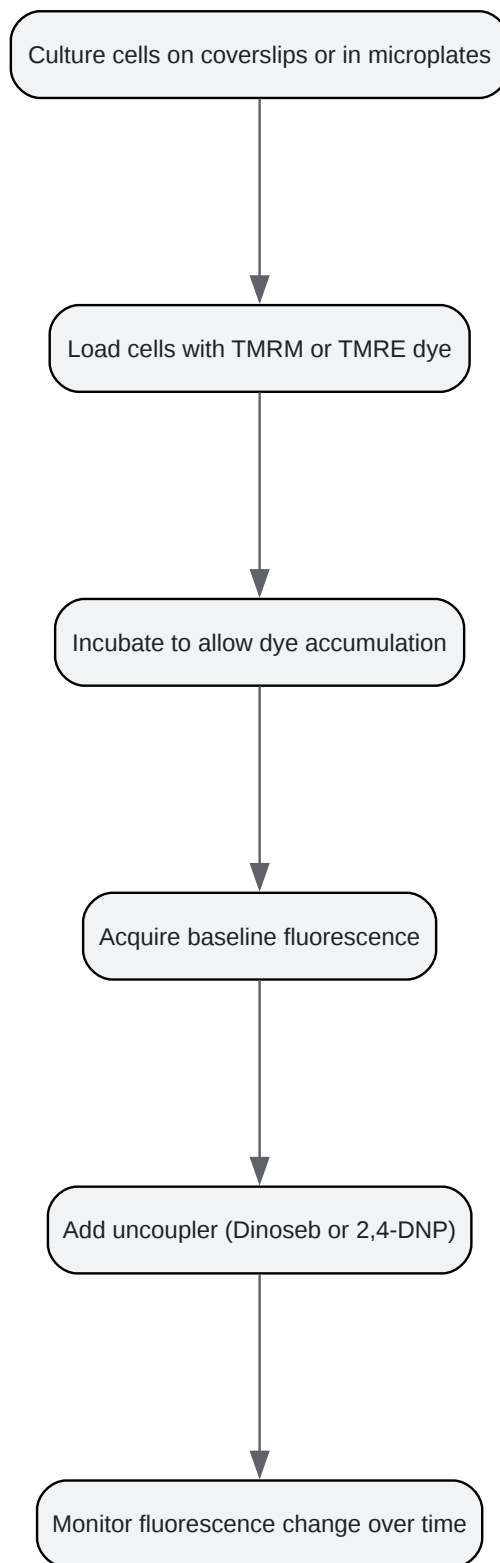 Culture cells on coverslips or in microplates
Load cells with TMRM or TMRE dye
Incubate to allow dye accumulation
Acquire baseline fluorescence
Add uncoupler (Dinoseb or 2,4-DNP)
Monitor fluorescence change over time